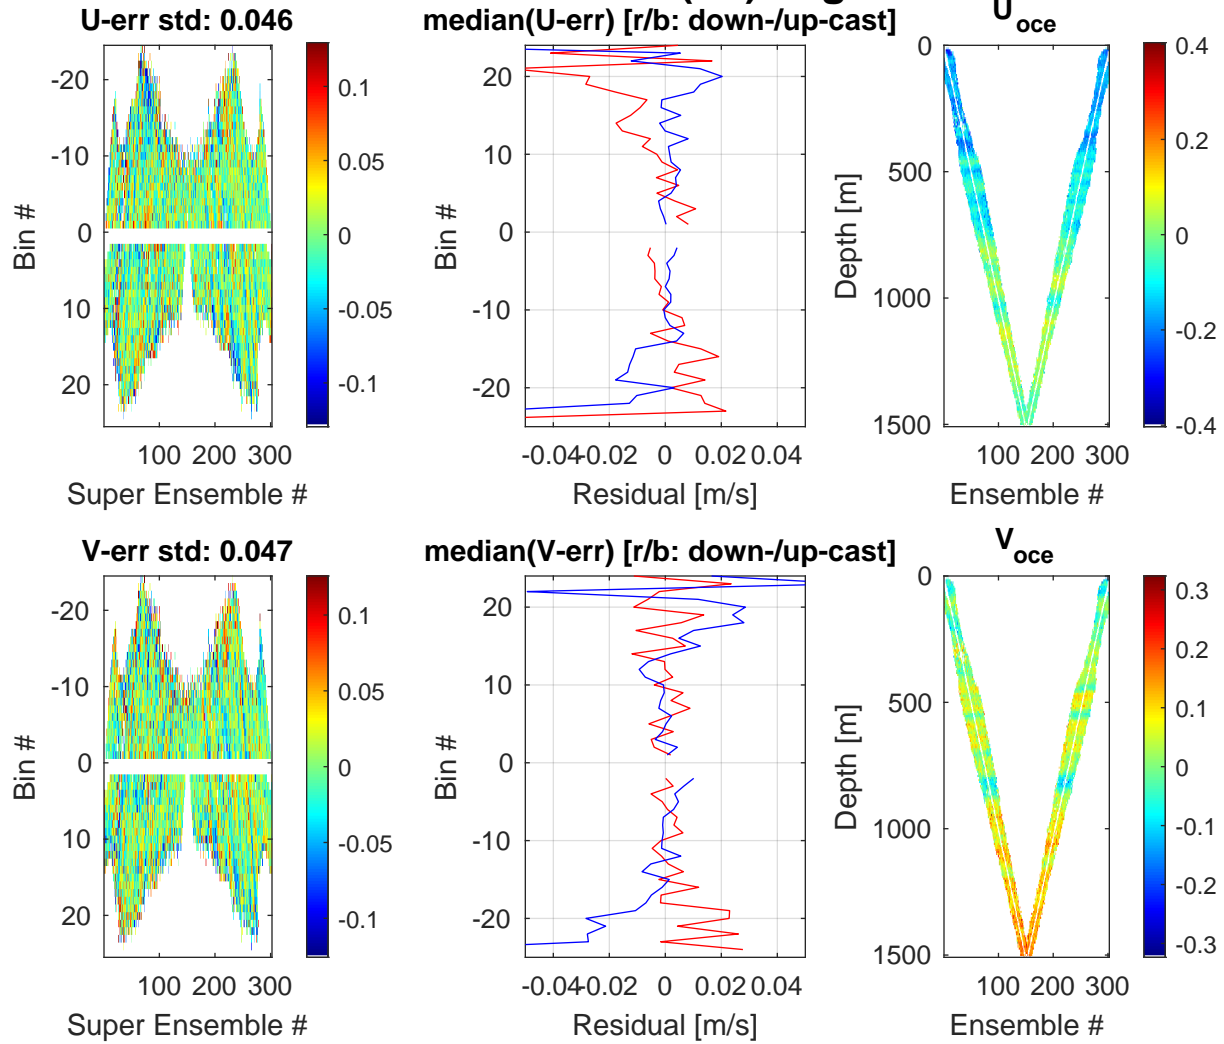 U-err std: 0.046
-20
-10
0
10
20
Bin #
100 200 300
Super Ensemble #
0.1
0.05
0
-0.05
-0.1
median(U-err) [r/b: down-/up-cast]
20
10
0
-10
-20
Bin #
-0.04 -0.02 0 0.02 0.04
Residual [m/s]
U oce
0
500
1000
1500
Depth [m]
0 100 200 300
Ensemble #
0.4
0.2
0
-0.2
-0.4
V-err std: 0.047
-20
-10
0
10
20
Bin #
100 200 300
Super Ensemble #
0.1
0.05
0
-0.05
-0.1
median(V-err) [r/b: down-/up-cast]
20
10
0
-10
-20
Bin #
-0.04 -0.02 0 0.02 0.04
Residual [m/s]
V oce
0
500
1000
1500
Depth [m]
0 100 200 300
Ensemble #
0.3
0.2
0.1
0
-0.1
-0.2
-0.3